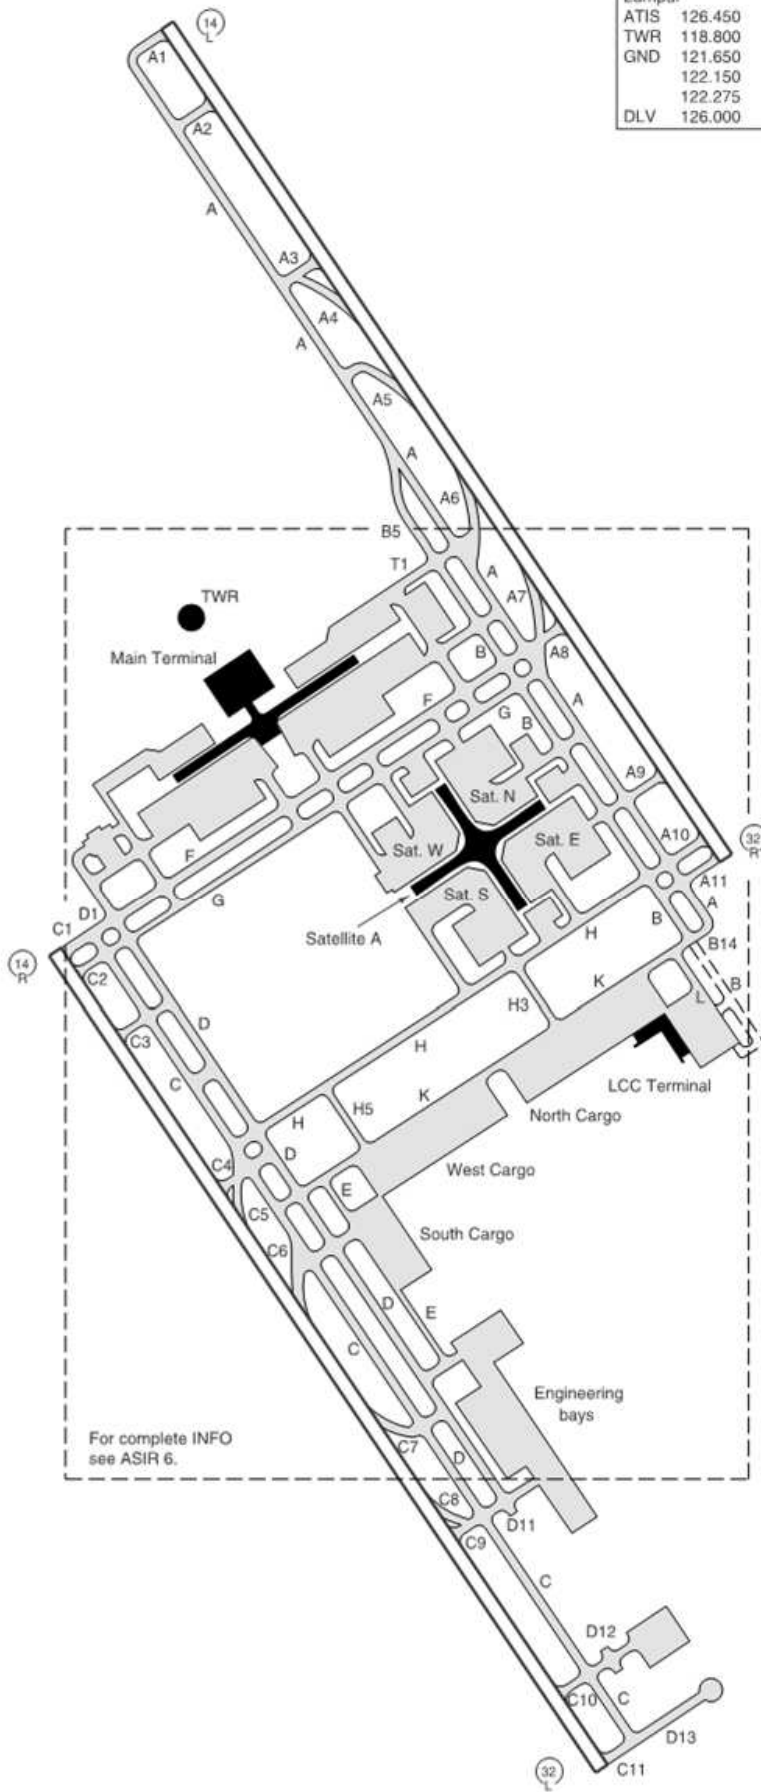 ATIS 126.450
TWR 118.800
GND 121.650
122.150
122.275
DLV 126.000
14
L
A1
A2
A
A3
A4
A
A5
A
A6
B5
T1
A
A7
TWR
Main Terminal
B
A8
F
G
B
A
A9
Sat. N
A10
32
R
Sat. W
Sat. E
F
G
Sat. S
A11
D1
C1
Satellite A
H
B
A
B14
14
R
C2
K
L
B
H3
D
C3
C
H
LCC Terminal
H
H5
K
North Cargo
D
C4
E
West Cargo
C5
C6
South Cargo
D
E
C
Engineering
bays
For complete INFO
see ASIR 6.
C7
D
C8
C9
D11
C
D12
C10
C
D13
32
L
C11